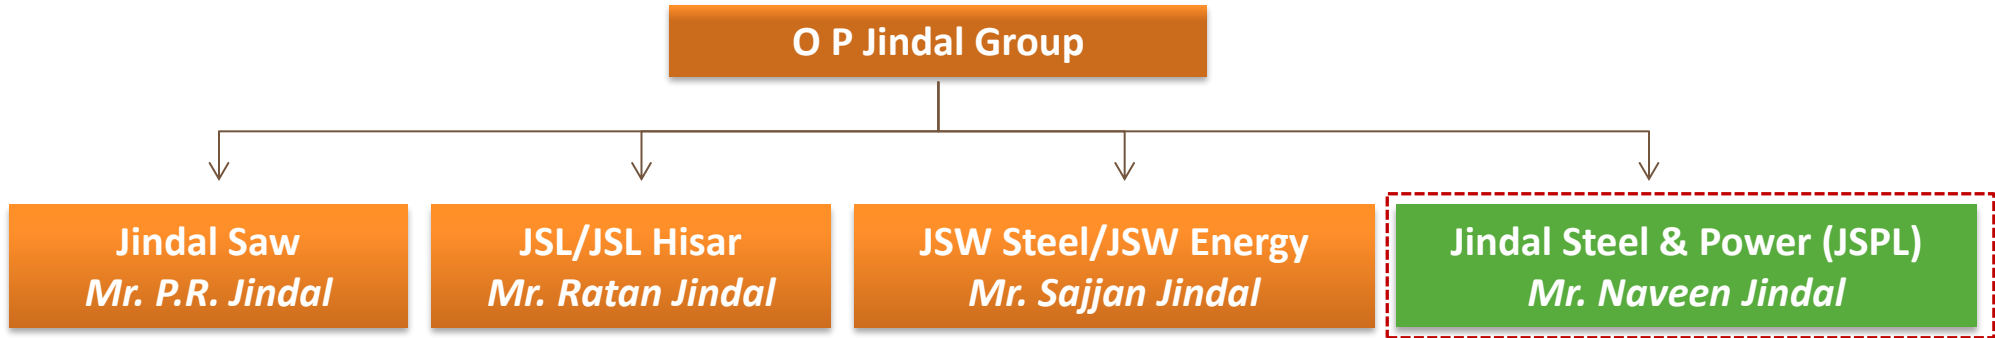 O P Jindal Group
Jindal Saw
Mr. P.R. Jindal
JSL/JSL Hisar
Mr. Ratan Jindal
JSW Steel/JSW Energy
Mr. Sajjan Jindal
Jindal Steel & Power (JSPL)
Mr. Naveen Jindal